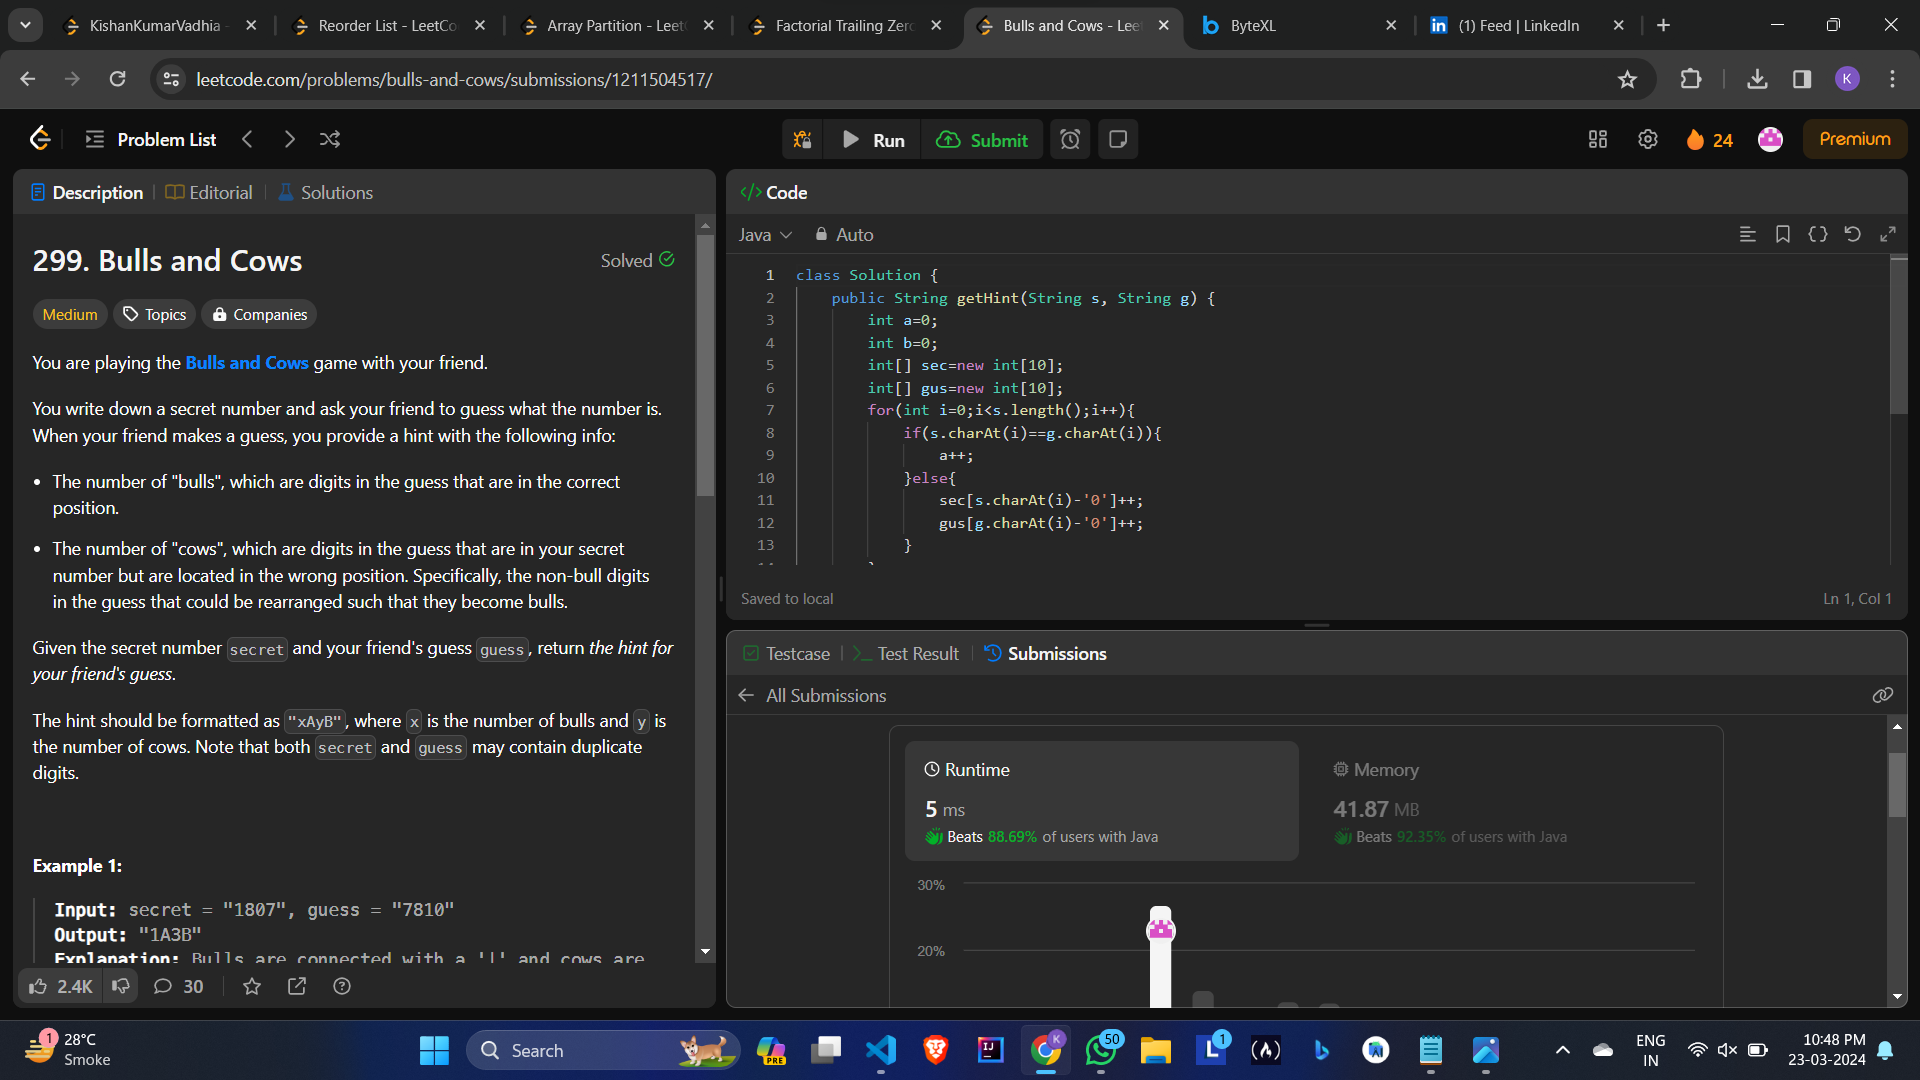 KishanKumarVadhia -
Reorder List - LeetCo
Array Partition - Leet
Factorial Trailing Zero
Bulls and Cows - Lee
ByteXL
(1) Feed | LinkedIn
leetcode.com/problems/bulls-and-cows/submissions/1211504517/
K
Problem List
Run
Submit
24
Premium
Description
Editorial
Solutions
299. Bulls and Cows
Solved
Medium
Topics
Companies
You are playing the Bulls and Cows game with your friend.
You write down a secret number and ask your friend to guess what the number is.
When your friend makes a guess, you provide a hint with the following info:
• The number of "bulls", which are digits in the guess that are in the correct
position.
• The number of "cows", which are digits in the guess that are in your secret
number but are located in the wrong position. Specifically, the non-bull digits
in the guess that could be rearranged such that they become bulls.
Given the secret number secret and your friend's guess guess, return the hint for
your friend's guess.
The hint should be formatted as "xAyB", where x is the number of bulls and y is
the number of cows. Note that both secret and guess may contain duplicate
digits.
Example 1:
Input: secret = "1807", guess = "7810"
Output: "1A3B"
Explanation: Bulls are connected with a '|' and cows are
2.4K
30
Code
Java
Auto
1 class Solution {
2 public String getHint(String s, String g) {
3 int a=0;
4 int b=0;
5 int[] sec=new int[10];
6 int[] gus=new int[10];
7 for(int i=0;i<s.length();i++){
8 if(s.charAt(i)==g.charAt(i)){
9 a++;
10 }else{
11 sec[s.charAt(i)-'0']++;
12 gus[g.charAt(i)-'0']++;
13 }
14 }
Saved to local
Ln 1, Col 1
Testcase
Test Result
Submissions
All Submissions
Runtime
5 ms
Beats 88.69% of users with Java
Memory
41.87 MB
Beats 92.35% of users with Java
30%
20%
1
28°C
Smoke
Search
PRE
IJ
K
50
L
1
ENG
IN
10:48 PM
23-03-2024